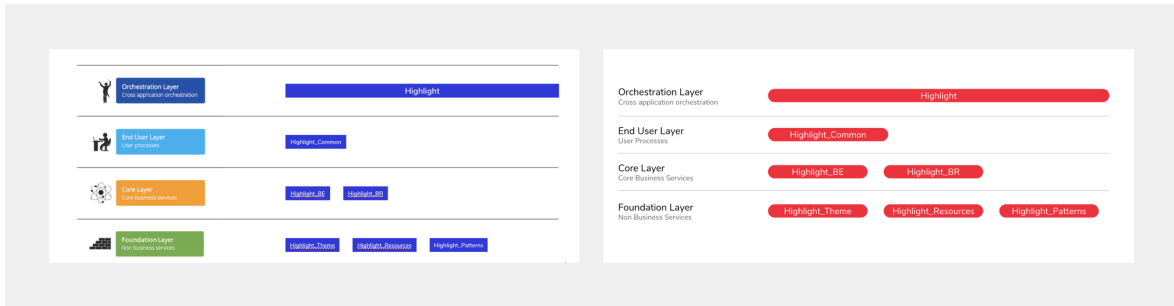 Orchestration Layer
Cross application orchestration
Highlight
End User Layer
User processes
Highlight_Common
Core Layer
Core business services
Highlight_BE
Highlight_BR
Foundation Layer
Non business services
Highlight_Theme
Highlight_Resources
Highlight_Patterns
Orchestration Layer
Cross application orchestration
Highlight
End User Layer
User Processes
Highlight_Common
Core Layer
Core Business Services
Highlight_BE
Highlight_BR
Foundation Layer
Non Business Services
Highlight_Theme
Highlight_Resources
Highlight_Patterns